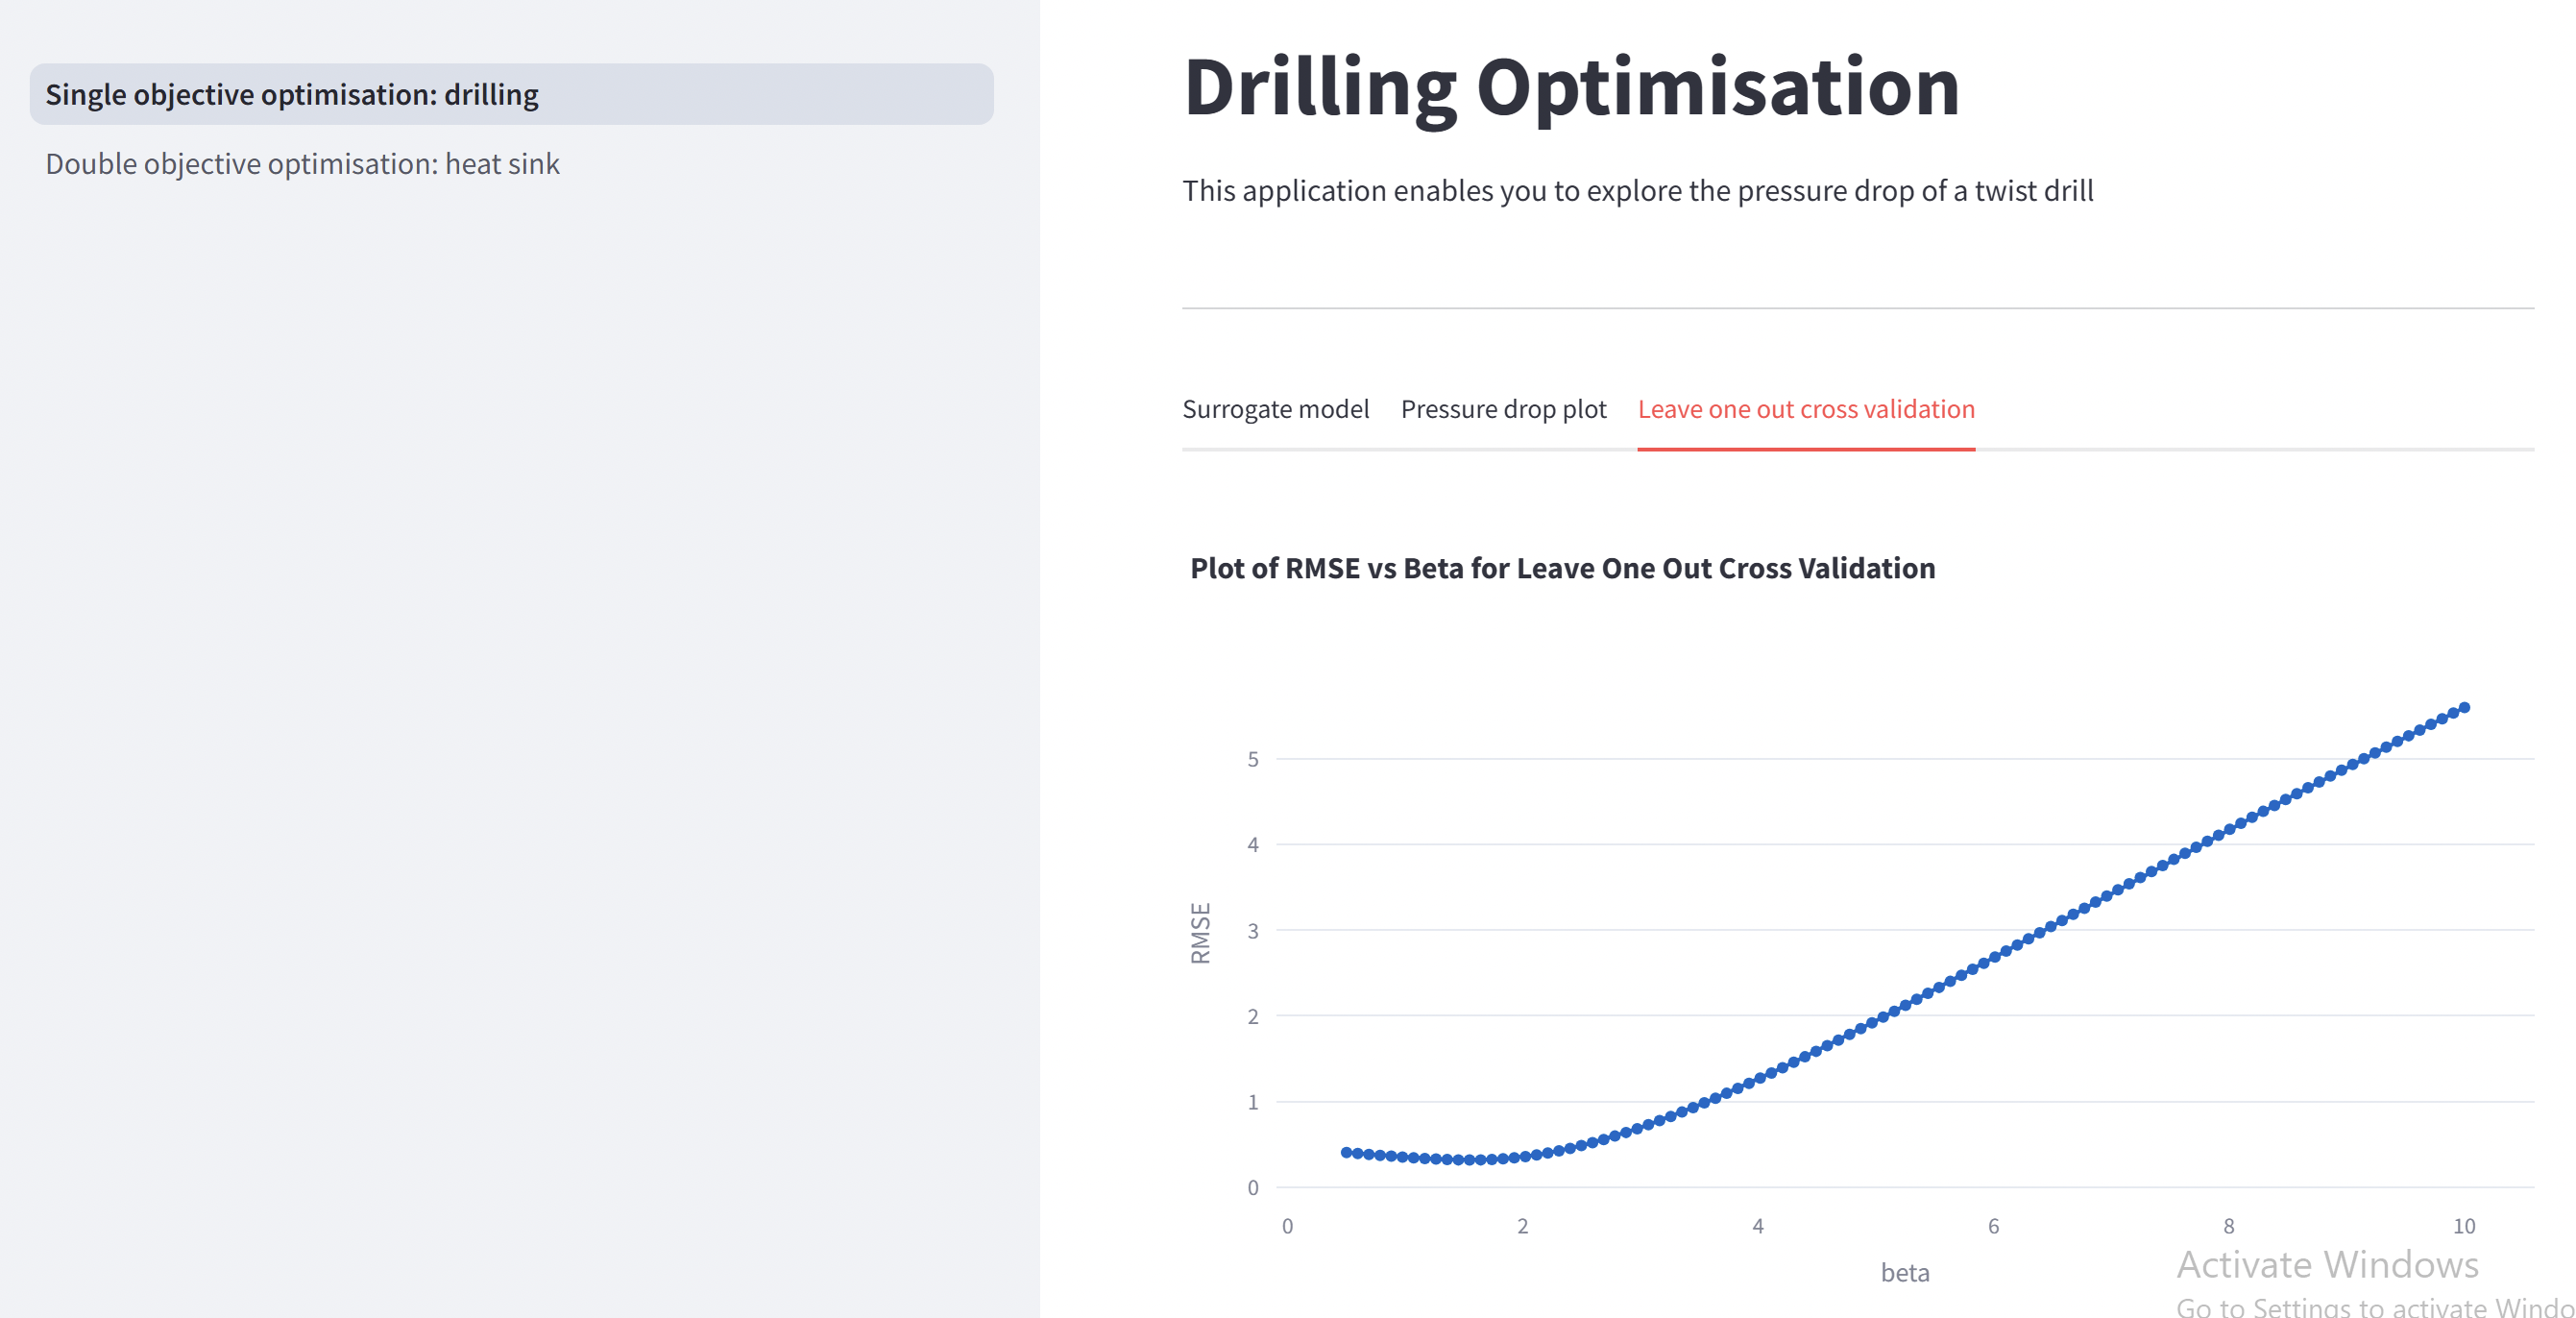 Single objective optimisation: drilling
Double objective optimisation: heat sink
Drilling Optimisation
This application enables you to explore the pressure drop of a twist drill
Surrogate model Pressure drop plot Leave one out cross validation
Plot of RMSE vs Beta for Leave One Out Cross Validation
5
4
3
2
1
0
RMSE
0 2 4 6 8 10
beta
Activate Windows
Go to Settings to activate Windo